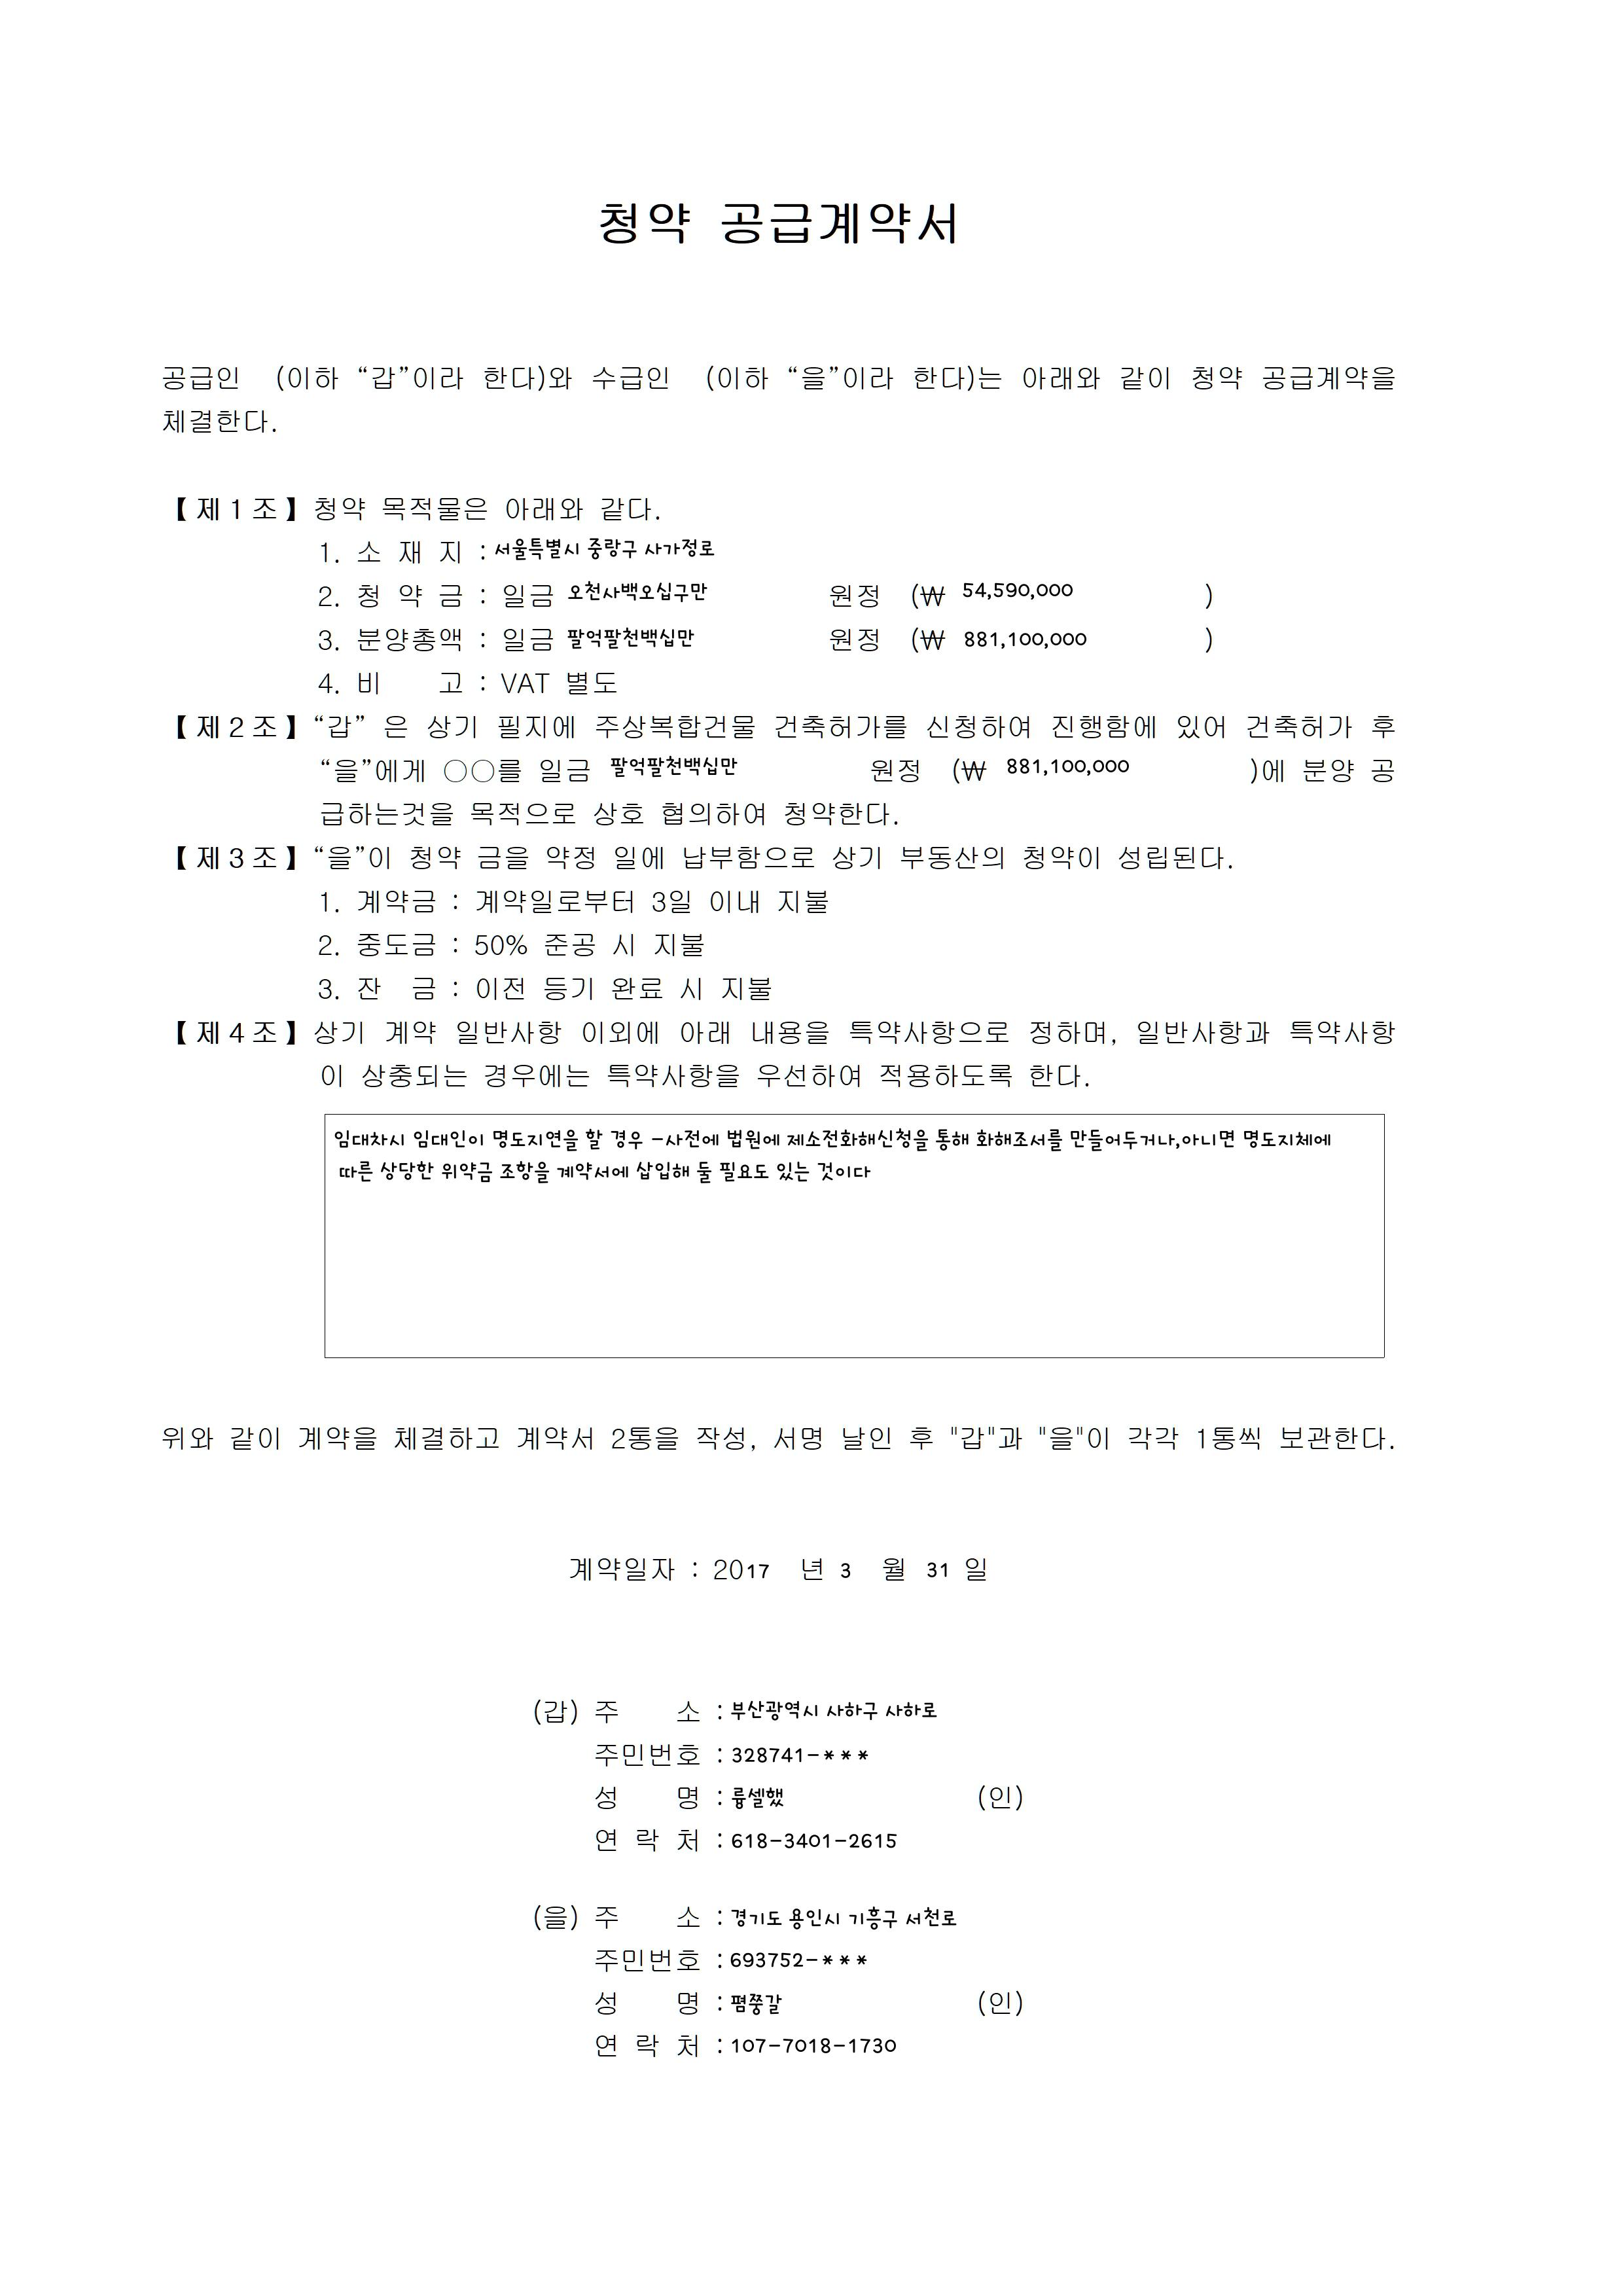 청약 공급계약서
공급인 (이하 “갑”이라 한다)와 수급인 (이하 “을”이라 한다)는 아래와 같이 청약 공급계약을
체결한다.
【제1조】청약 목적물은 아래와 같다.
1. 소 재 지 : 서울특별시 중랑구 사가정로
2. 청 약 금 : 일금 오천사백오십구만 원정 (₩ 54,590,000 )
3. 분양총액 : 일금 팔억팔천백십만 원정 (₩ 881,100,000 )
4. 비 고 : VAT 별도
【제2조】“갑” 은 상기 필지에 주상복합건물 건축허가를 신청하여 진행함에 있어 건축허가 후
“을”에게 ○○를 일금 팔억팔천백십만 원정 (₩ 881,100,000 )에 분양 공
급하는것을 목적으로 상호 협의하여 청약한다.
【제3조】“을”이 청약 금을 약정 일에 납부함으로 상기 부동산의 청약이 성립된다.
1. 계약금 : 계약일로부터 3일 이내 지불
2. 중도금 : 50% 준공 시 지불
3. 잔 금 : 이전 등기 완료 시 지불
【제4조】상기 계약 일반사항 이외에 아래 내용을 특약사항으로 정하며, 일반사항과 특약사항
이 상충되는 경우에는 특약사항을 우선하여 적용하도록 한다.
임대차시 임대인이 명도지연을 할 경우 -사전에 법원에 제소전화해신청을 통해 화해조서를 만들어두거나,아니면 명도지체에
따른 상당한 위약금 조항을 계약서에 삽입해 둘 필요도 있는 것이다
위와 같이 계약을 체결하고 계약서 2통을 작성, 서명 날인 후 "갑"과 "을"이 각각 1통씩 보관한다.
계약일자 : 2017 년 3 월 31 일
(갑) 주 소 : 부산광역시 사하구 사하로
주민번호 : 328741-***
성 명 : 륭셀했 (인)
연 락 처 : 618-3401-2615
(을) 주 소 : 경기도 용인시 기흥구 서천로
주민번호 : 693752-***
성 명 : 폄쭝갈 (인)
연 락 처 : 107-7018-1730